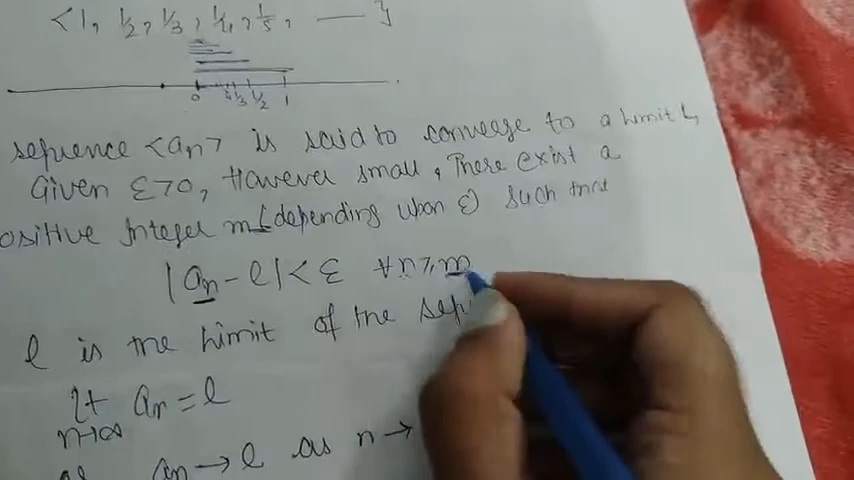 <1, 1/2, 1/3, 1/4, 1/5, — }
0 1/4 1/3 1/2 1
sequence <an> is said to converge to a limit l,
Given ε>0, However small, There exist a
ositive Integer m (depending upon ε) such that
|an - l| < ε ∀n≥m
l is the limit of the seq
lt an = l
n→∞
an → l as n →